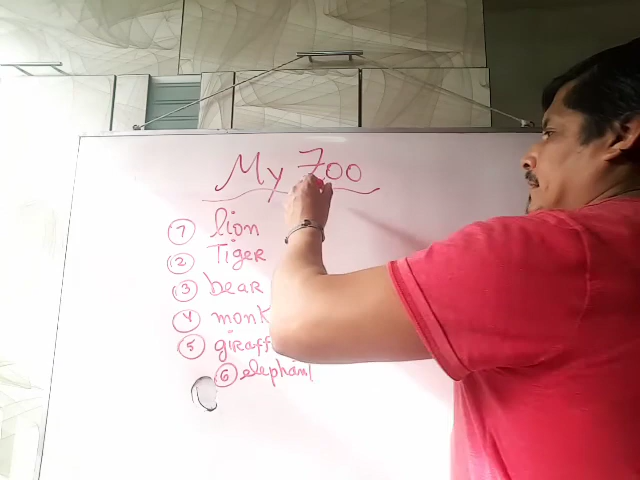 My Zoo
1 lion
2 Tiger
3 bear
4 monk
5 giraff
6 elephant